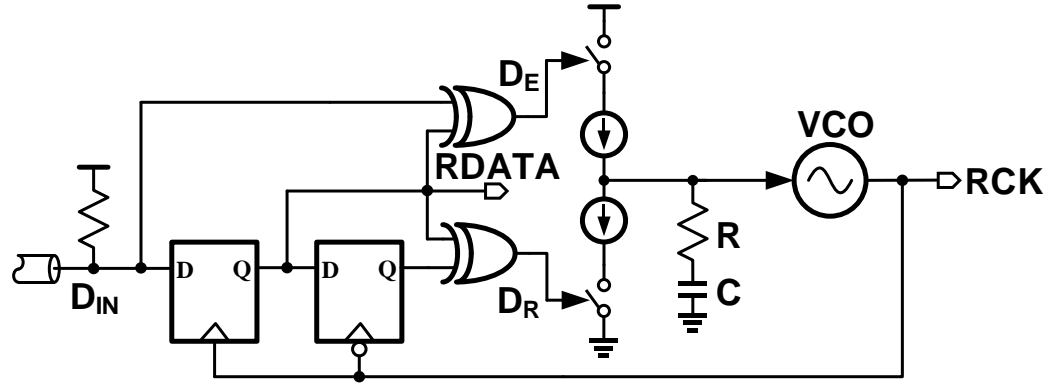 D_E
VCO
RDATA
RCK
D Q
D Q
R
D_IN
D_R
C